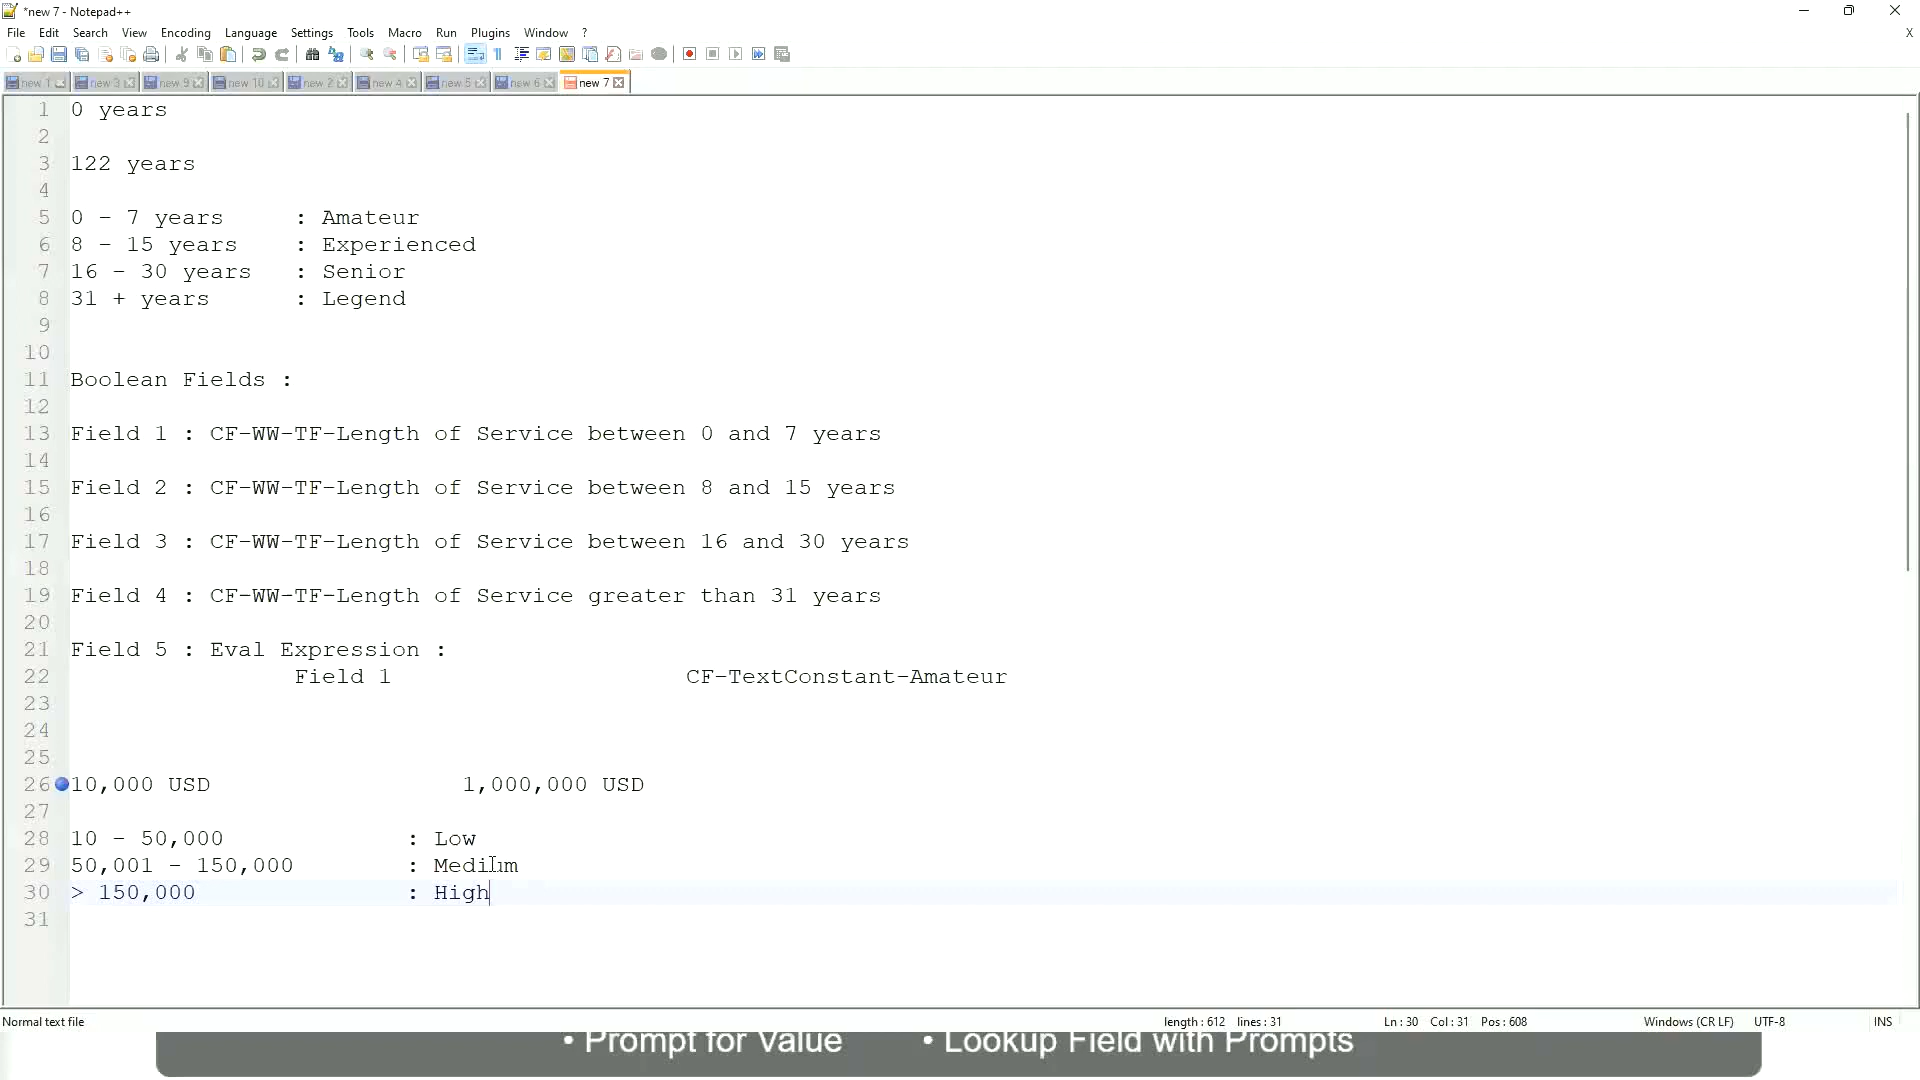 *new 7 - Notepad++
File Edit Search View Encoding Language Settings Tools Macro Run Plugins Window ? X
new 1 new 3 new 9 new 10 new 2 new 4 new 5 new 6 new 7
1 0 years
2
3 122 years
4
5 0 - 7 years : Amateur
6 8 - 15 years : Experienced
7 16 - 30 years : Senior
8 31 + years : Legend
9
10
11 Boolean Fields :
12
13 Field 1 : CF-WW-TF-Length of Service between 0 and 7 years
14
15 Field 2 : CF-WW-TF-Length of Service between 8 and 15 years
16
17 Field 3 : CF-WW-TF-Length of Service between 16 and 30 years
18
19 Field 4 : CF-WW-TF-Length of Service greater than 31 years
20
21 Field 5 : Eval Expression :
22 Field 1 CF-TextConstant-Amateur
23
24
25
26 10,000 USD 1,000,000 USD
27
28 10 - 50,000 : Low
29 50,001 - 150,000 : Medium
30 > 150,000 : High
31
Normal text file length : 612 lines : 31 Ln : 30 Col : 31 Pos : 608 Windows (CR LF) UTF-8 INS
• Prompt for Value • Lookup Field with Prompts